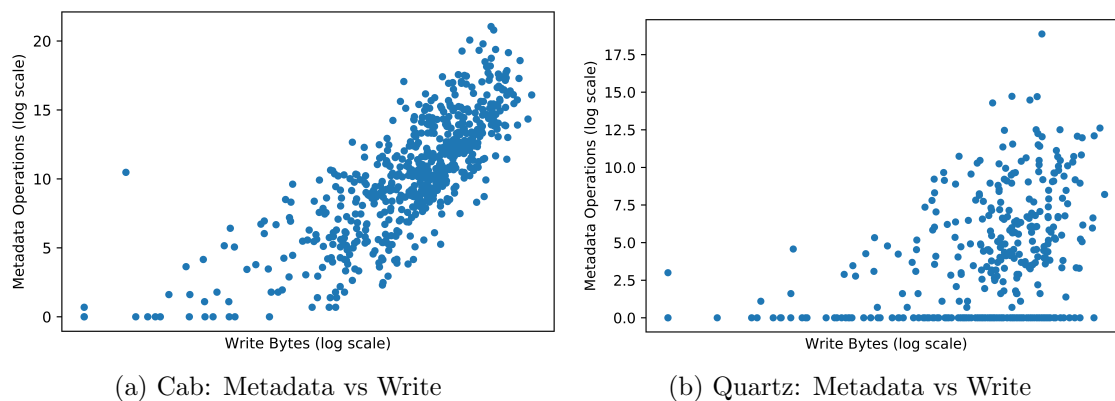 20
15
10
5
0
Metadata Operations (log scale)
Write Bytes (log scale)
(a) Cab: Metadata vs Write
17.5
15.0
12.5
10.0
7.5
5.0
2.5
0.0
Metadata Operations (log scale)
Write Bytes (log scale)
(b) Quartz: Metadata vs Write